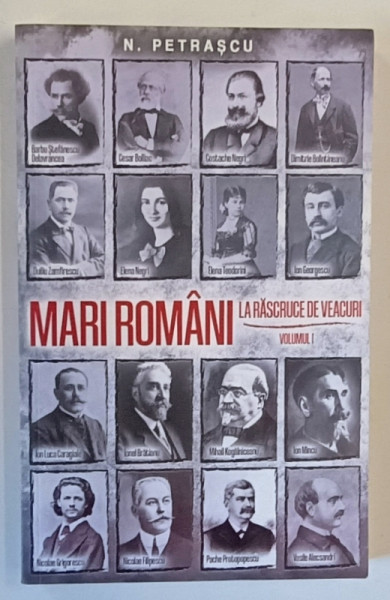 N. PETRAȘCU
Barbu Ștefănescu
Delavrancea
Cesar Bolliac
Costache Negri
Dimitrie Bolintineanu
Duiliu Zamfirescu
Elena Negri
Elena Teodorini
Ion Georgescu
MARI ROMÂNI
LA RĂSCRUCE DE VEACURI
VOLUMUL I
Ion Luca Caragiale
Ionel Brătianu
Mihail Kogălniceanu
Ion Mincu
Nicolae Grigorescu
Nicolae Filipescu
Pache Protopopescu
Vasile Alecsandri